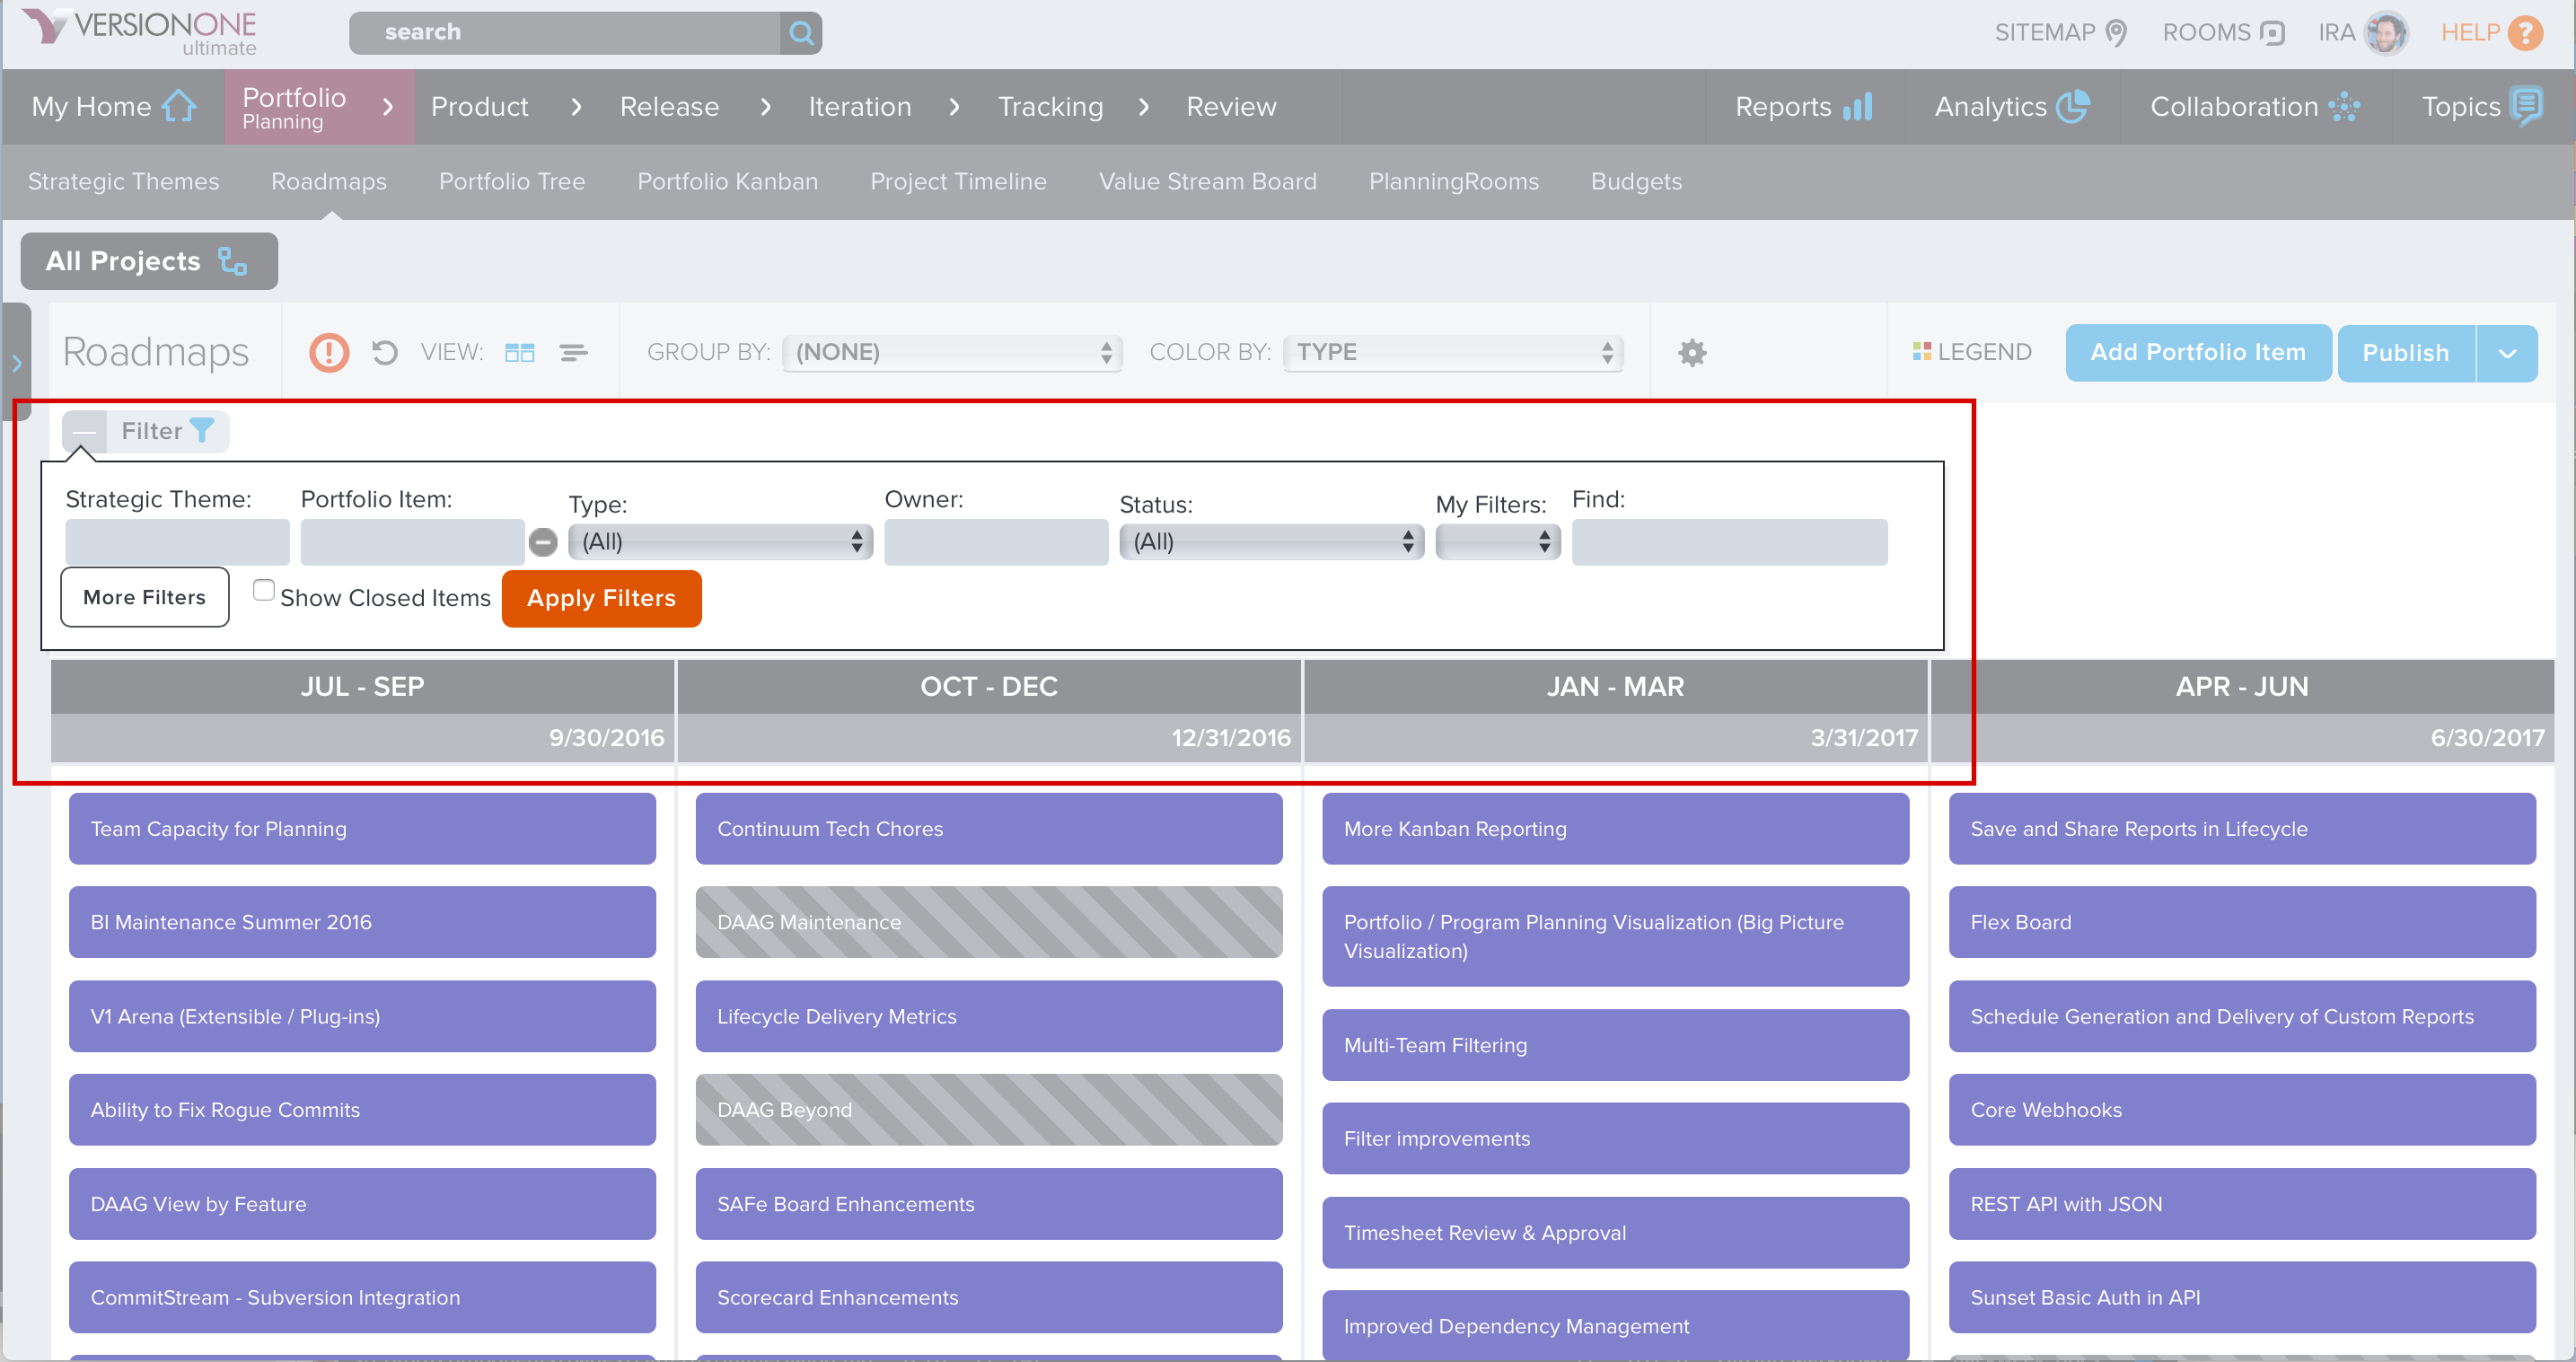 VERSIONONE
ultimate
search
SITEMAP ROOMS IRA HELP ?
My Home Portfolio Planning Product Release Iteration Tracking Review Reports Analytics Collaboration Topics
Strategic Themes Roadmaps Portfolio Tree Portfolio Kanban Project Timeline Value Stream Board PlanningRooms Budgets
All Projects
Roadmaps VIEW: GROUP BY: (NONE) COLOR BY: TYPE LEGEND Add Portfolio Item Publish
Filter
Strategic Theme: Portfolio Item: Type: Owner: Status: My Filters: Find:
(All) (All)
More Filters Show Closed Items Apply Filters
JUL - SEP OCT - DEC JAN - MAR APR - JUN
9/30/2016 12/31/2016 3/31/2017 6/30/2017
Team Capacity for Planning
BI Maintenance Summer 2016
V1 Arena (Extensible / Plug-ins)
Ability to Fix Rogue Commits
DAAG View by Feature
CommitStream - Subversion Integration
Continuum Tech Chores
DAAG Maintenance
Lifecycle Delivery Metrics
DAAG Beyond
SAFe Board Enhancements
Scorecard Enhancements
More Kanban Reporting
Portfolio / Program Planning Visualization (Big Picture
Visualization)
Multi-Team Filtering
Filter improvements
Timesheet Review & Approval
Improved Dependency Management
Save and Share Reports in Lifecycle
Flex Board
Schedule Generation and Delivery of Custom Reports
Core Webhooks
REST API with JSON
Sunset Basic Auth in API